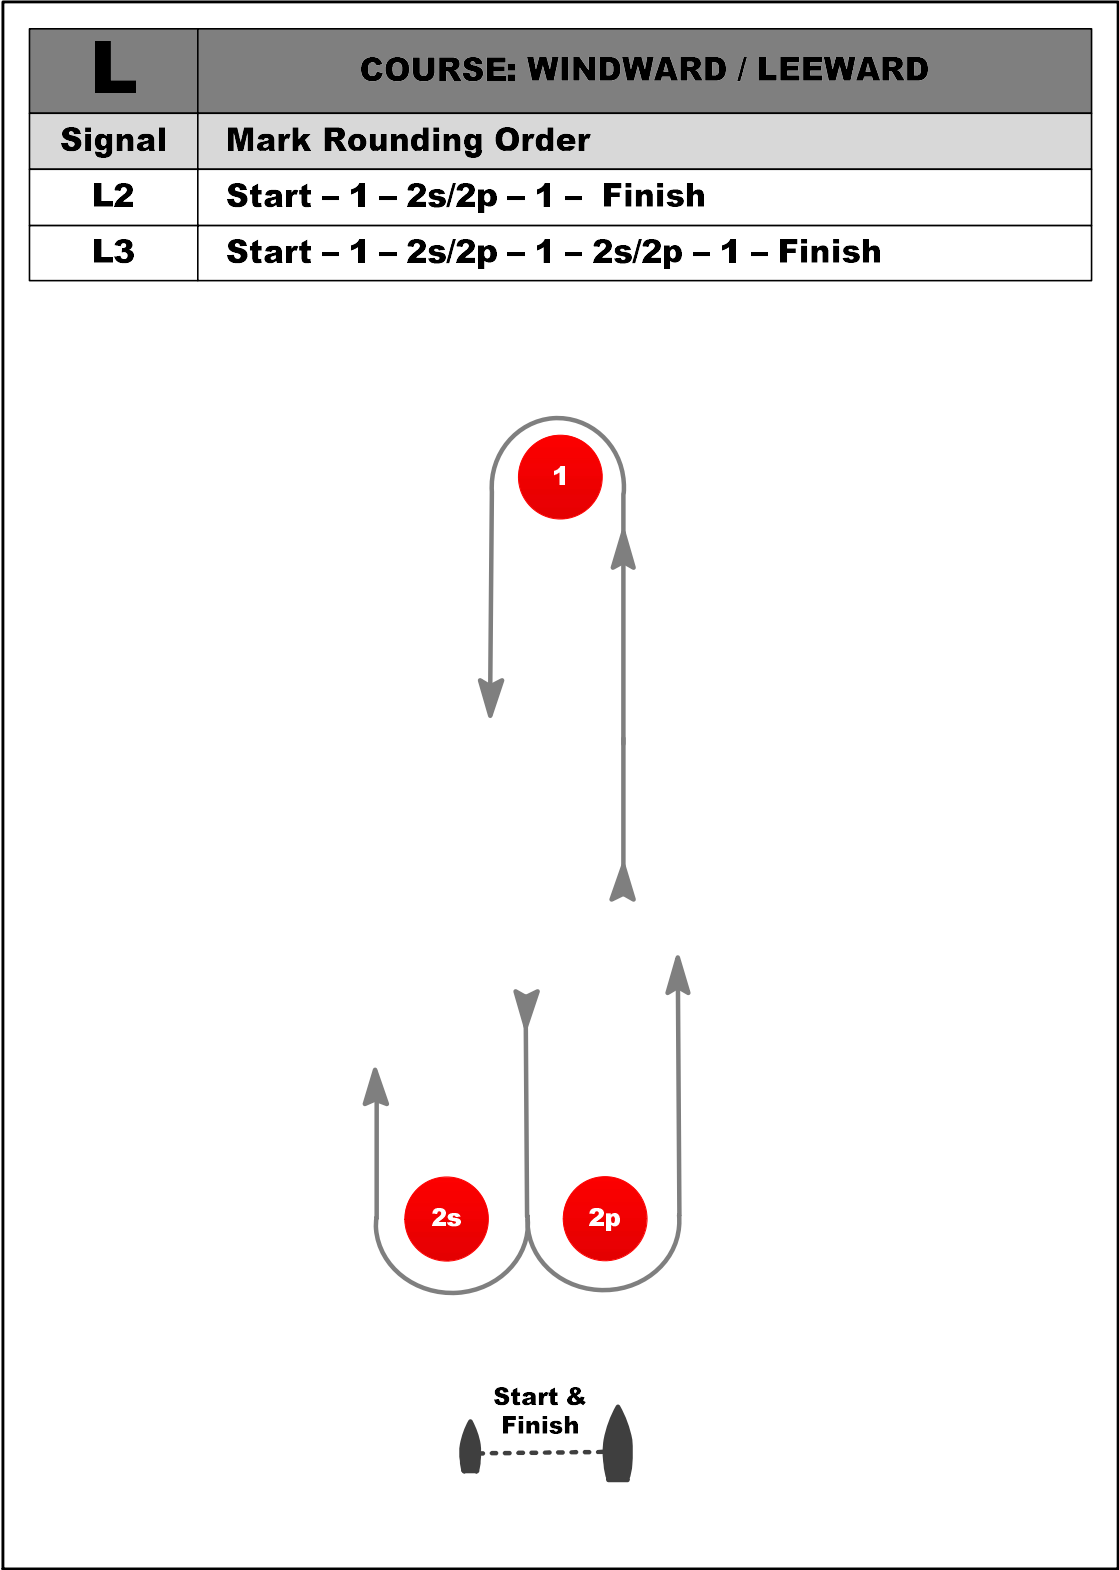 L
COURSE: WINDWARD / LEEWARD
Signal Mark Rounding Order
L2 Start – 1 – 2s/2p – 1 – Finish
L3 Start – 1 – 2s/2p – 1 – 2s/2p – 1 – Finish
1
2s 2p
Start &
Finish